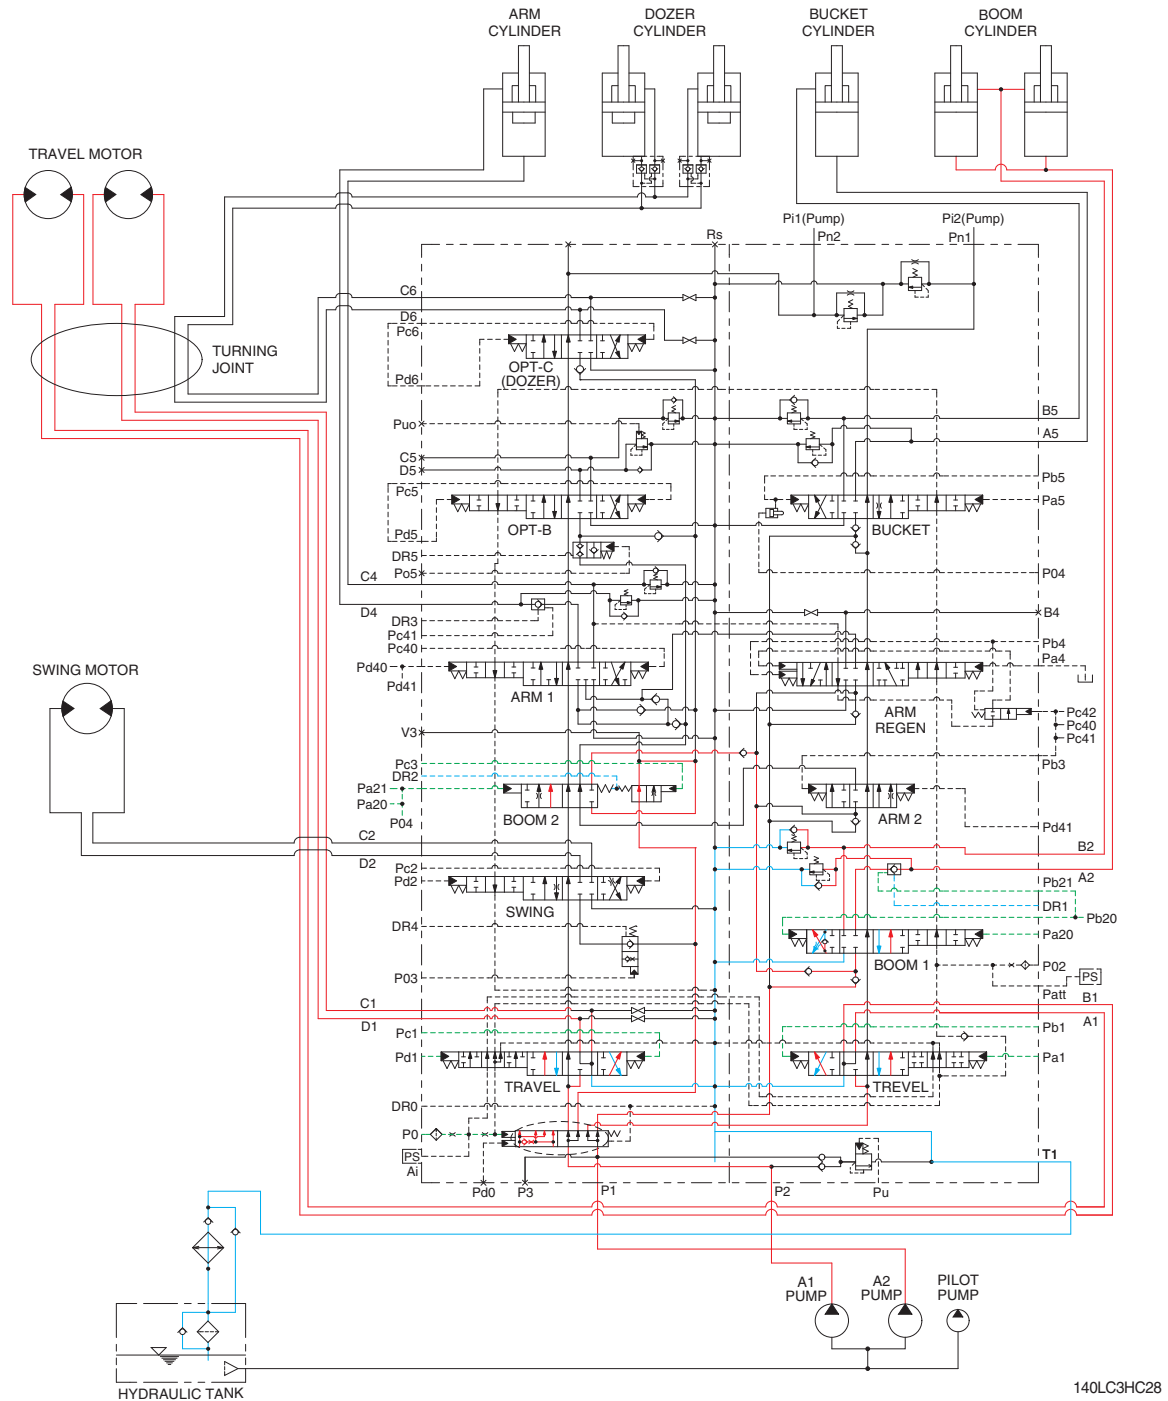 ARM
CYLINDER
DOZER
CYLINDER
BUCKET
CYLINDER
BOOM
CYLINDER
TRAVEL MOTOR
TURNING
JOINT
Rs
Pi1(Pump)
Pn2
Pi2(Pump)
Pn1
C6
D6
Pc6
OPT-C
(DOZER)
Pd6
Puo
B5
A5
C5
D5
Pc5
Pb5
Pa5
OPT-B
BUCKET
Pd5
DR5
Po5
P04
C4
D4
DR3
Pc41
B4
Pc40
Pb4
Pa4
Pd40
Pd41
ARM 1
ARM
REGEN
SWING MOTOR
Pc42
Pc40
Pc41
V3
Pc3
DR2
Pb3
Pa21
Pa20
P04
BOOM 2
ARM 2
Pd41
C2
D2
B2
A2
Pc2
Pd2
Pb21
DR1
SWING
Pb20
DR4
Pa20
BOOM 1
P03
P02
PS
Patt
C1
D1
B1
A1
Pc1
Pb1
Pd1
Pa1
TRAVEL
TREVEL
DR0
P0
PS
Ai
T1
Pd0
P3
P1
P2
Pu
A1
PUMP
A2
PUMP
PILOT
PUMP
HYDRAULIC TANK
140LC3HC28